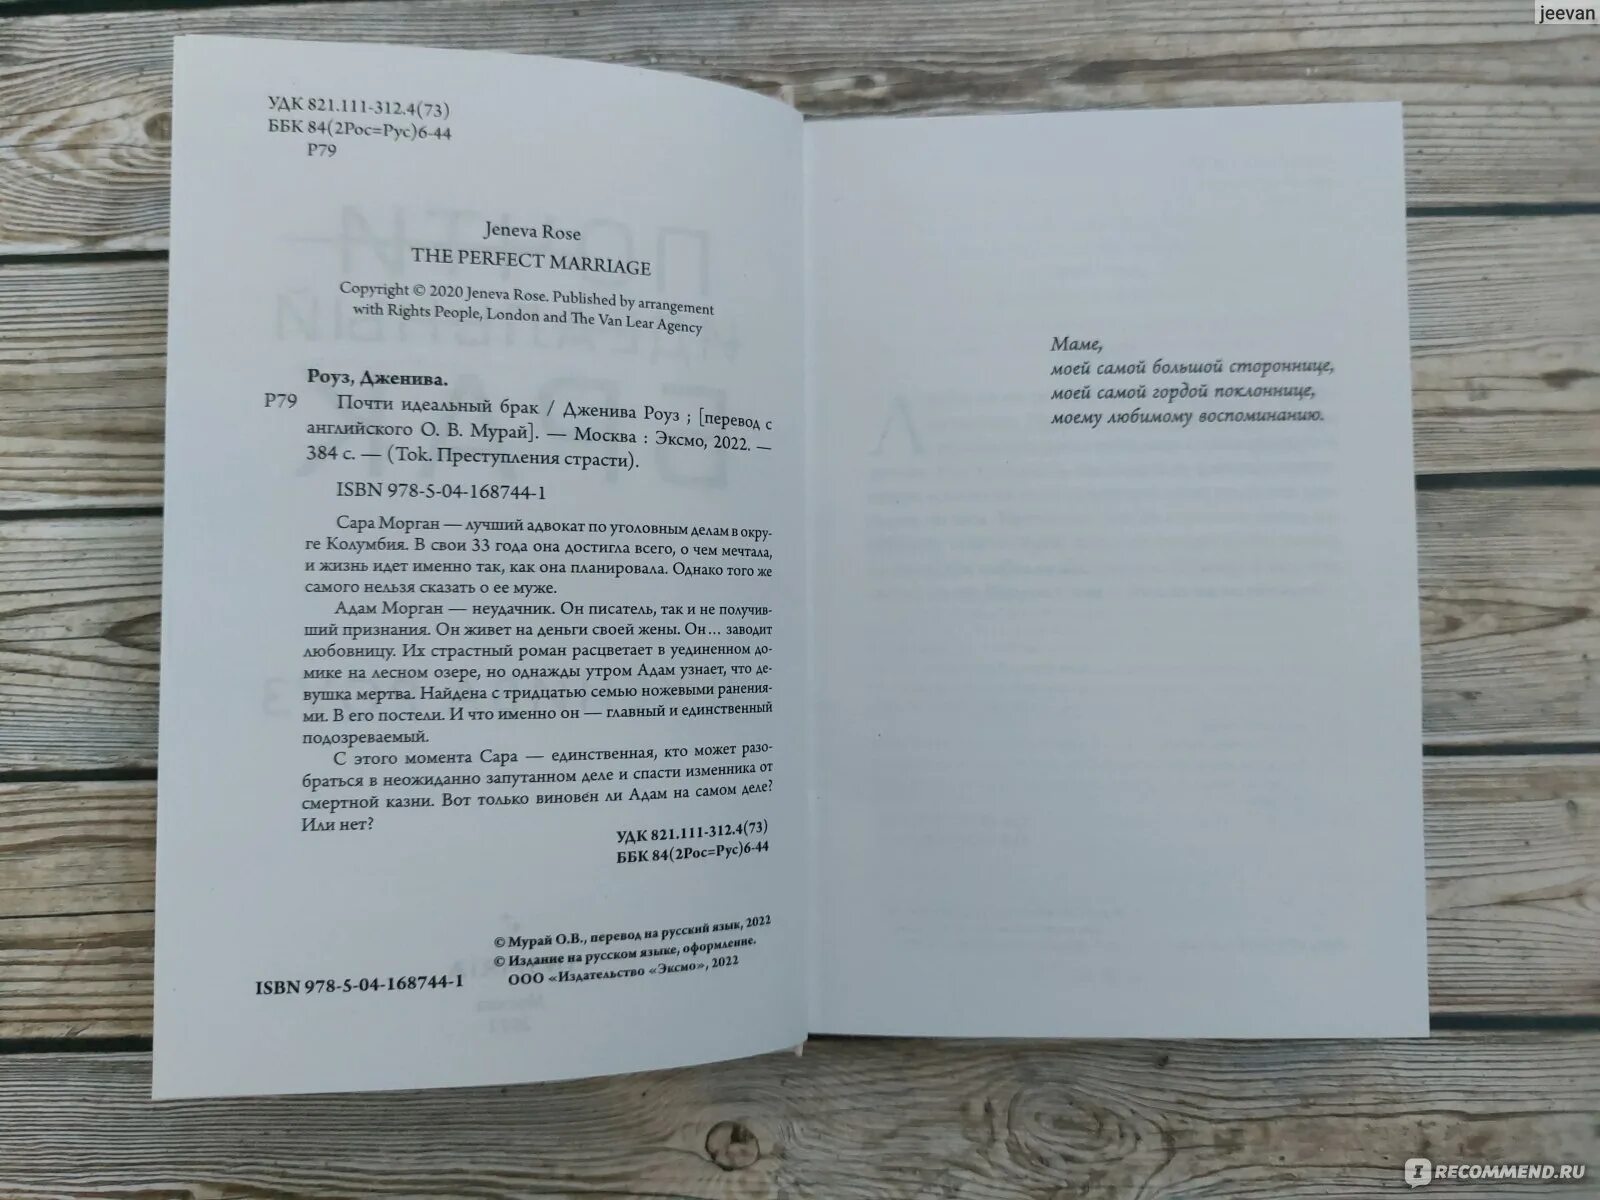 jeevan
УДК 821.111-312.4(73)
ББК 84(2Рос=Рус)6-44
Р79
Jeneva Rose
THE PERFECT MARRIAGE
Copyright © 2020 Jeneva Rose. Published by arrangement
with Rights People, London and The Van Lear Agency
Роуз, Дженива.
Р79 Почти идеальный брак / Дженива Роуз ; [перевод с
английского О. В. Мурай]. — Москва : Эксмо, 2022. —
384 с. — (Tok. Преступления страсти).
ISBN 978-5-04-168744-1
Сара Морган — лучший адвокат по уголовным делам в окру-
ге Колумбия. В свои 33 года она достигла всего, о чем мечтала,
и жизнь идет именно так, как она планировала. Однако того же
самого нельзя сказать о ее муже.
Адам Морган — неудачник. Он писатель, так и не получив-
ший признания. Он живет на деньги своей жены. Он... заводит
любовницу. Их страстный роман расцветает в уединенном до-
мике на лесном озере, но однажды утром Адам узнает, что де-
вушка мертва. Найдена с тридцатью семью ножевыми ранения-
ми. В его постели. И что именно он — главный и единственный
подозреваемый.
С этого момента Сара — единственная, кто может разо-
браться в неожиданно запутанном деле и спасти изменника от
смертной казни. Вот только виновен ли Адам на самом деле?
Или нет?
УДК 821.111-312.4(73)
ББК 84(2Рос=Рус)6-44
© Мурай О.В., перевод на русский язык, 2022
© Издание на русском языке, оформление.
ООО «Издательство «Эксмо», 2022
ISBN 978-5-04-168744-1
Маме,
моей самой большой стороннице,
моей самой гордой поклоннице,
моему любимому воспоминанию.
RECOMMEND.RU